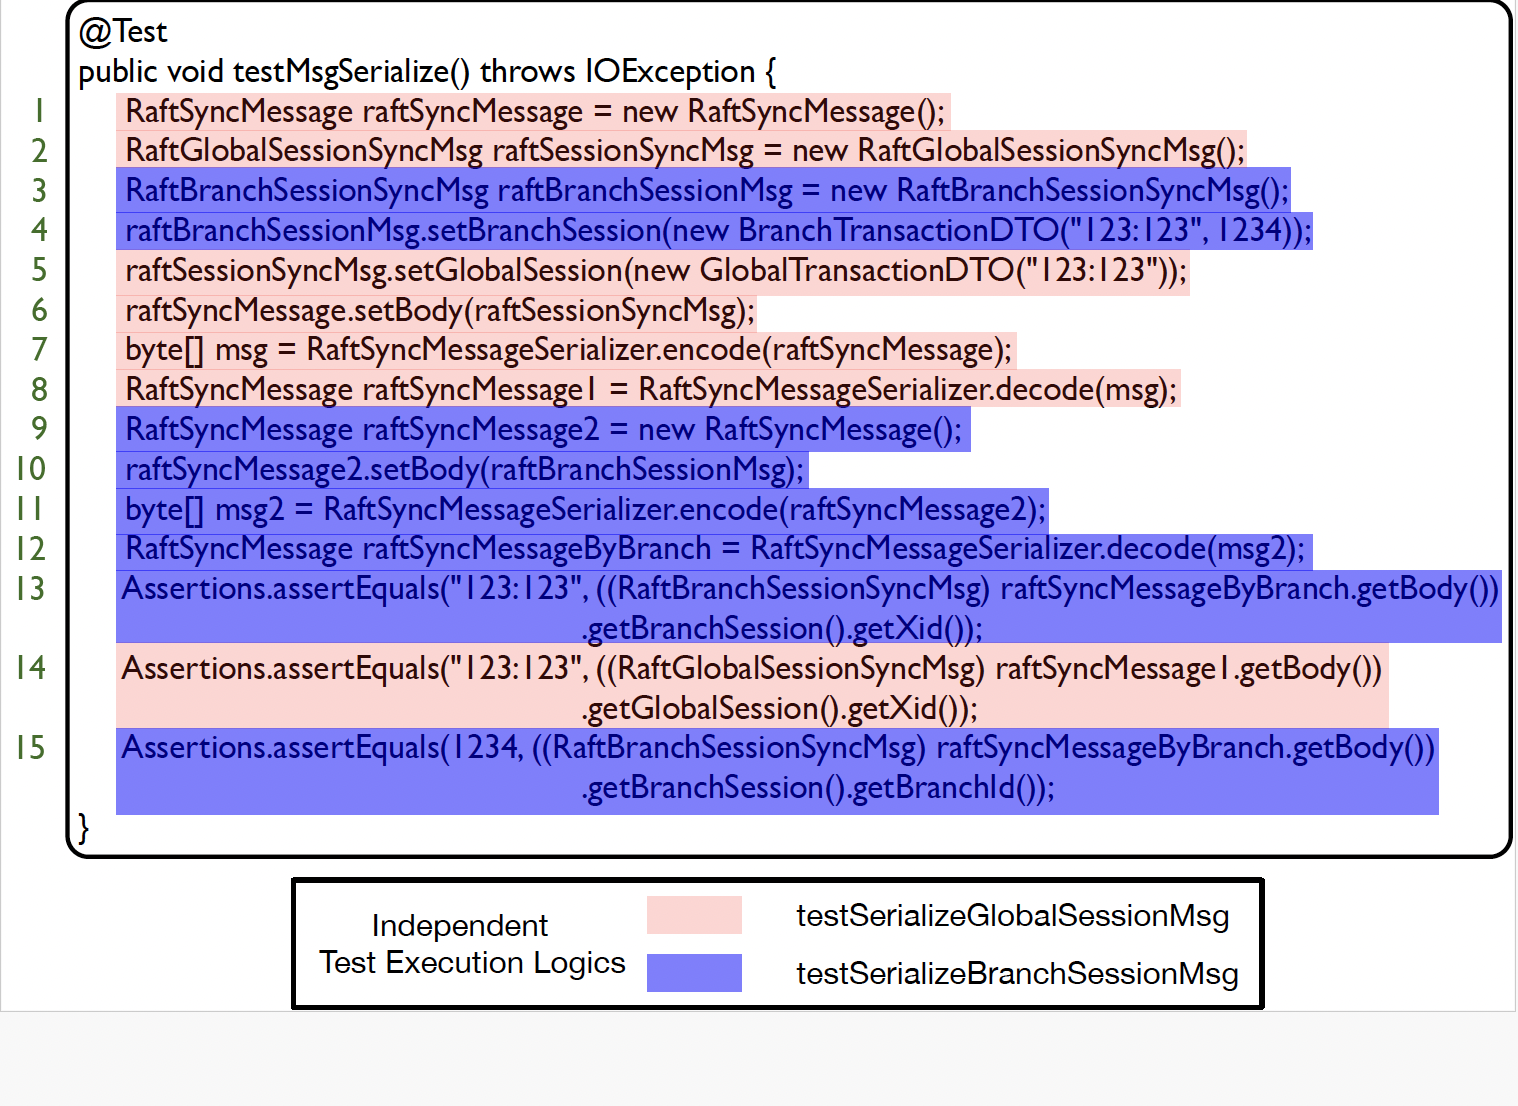 @Test
public void testMsgSerialize() throws IOException {
1 RaftSyncMessage raftSyncMessage = new RaftSyncMessage();
2 RaftGlobalSessionSyncMsg raftSessionSyncMsg = new RaftGlobalSessionSyncMsg();
3 RaftBranchSessionSyncMsg raftBranchSessionMsg = new RaftBranchSessionSyncMsg();
4 raftBranchSessionMsg.setBranchSession(new BranchTransactionDTO("123:123", 1234));
5 raftSessionSyncMsg.setGlobalSession(new GlobalTransactionDTO("123:123"));
6 raftSyncMessage.setBody(raftSessionSyncMsg);
7 byte[] msg = RaftSyncMessageSerializer.encode(raftSyncMessage);
8 RaftSyncMessage raftSyncMessage1 = RaftSyncMessageSerializer.decode(msg);
9 RaftSyncMessage raftSyncMessage2 = new RaftSyncMessage();
10 raftSyncMessage2.setBody(raftBranchSessionMsg);
11 byte[] msg2 = RaftSyncMessageSerializer.encode(raftSyncMessage2);
12 RaftSyncMessage raftSyncMessageByBranch = RaftSyncMessageSerializer.decode(msg2);
13 Assertions.assertEquals("123:123", ((RaftBranchSessionSyncMsg) raftSyncMessageByBranch.getBody())
.getBranchSession().getXid());
14 Assertions.assertEquals("123:123", ((RaftGlobalSessionSyncMsg) raftSyncMessage1.getBody())
.getGlobalSession().getXid());
15 Assertions.assertEquals(1234, ((RaftBranchSessionSyncMsg) raftSyncMessageByBranch.getBody())
.getBranchSession().getBranchId());
}
Independent
Test Execution Logics
testSerializeGlobalSessionMsg
testSerializeBranchSessionMsg